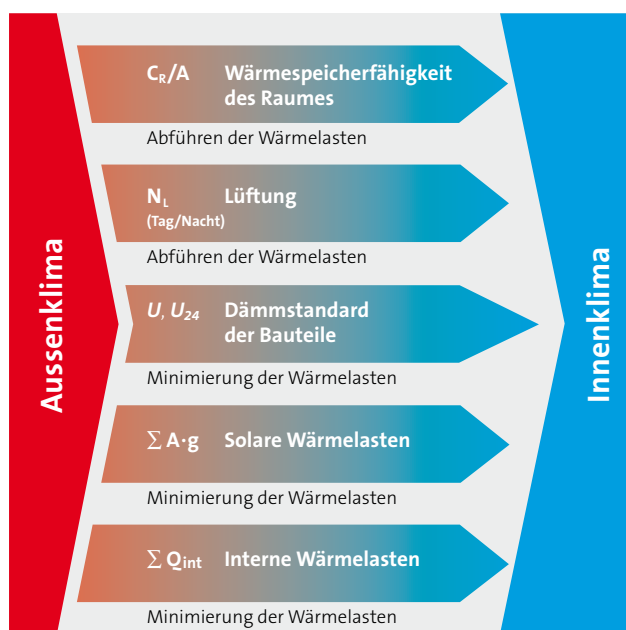 Aussenklima
C_R/A Wärmespeicherfähigkeit
des Raumes
Abführen der Wärmelasten
N_L Lüftung
(Tag/Nacht)
Abführen der Wärmelasten
U, U_24 Dämmstandard
der Bauteile
Minimierung der Wärmelasten
∑ A·g Solare Wärmelasten
Minimierung der Wärmelasten
∑ Q_int Interne Wärmelasten
Minimierung der Wärmelasten
Innenklima